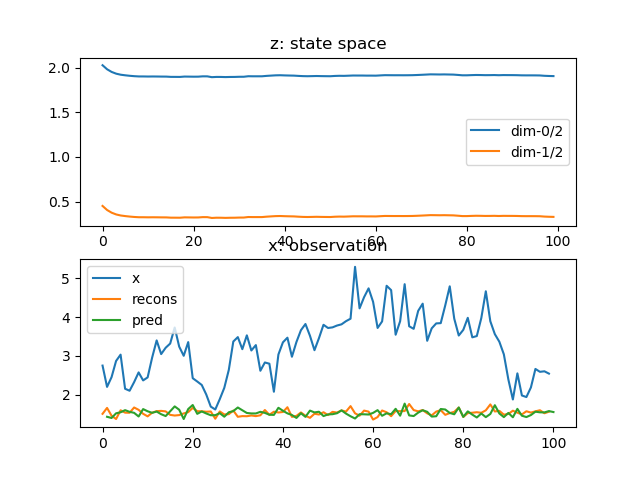 z: state space
2.0
1.5
1.0
0.5
dim-0/2
dim-1/2
0 20 40 60 80 100
x: observation
5
4
3
2
x
recons
pred
0 20 40 60 80 100